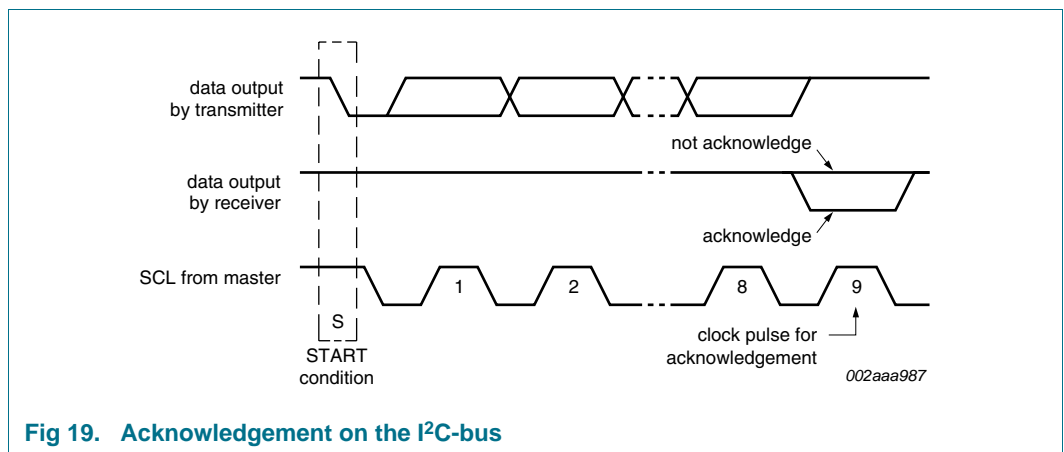 data output
by transmitter
not acknowledge
data output
by receiver
acknowledge
SCL from master
1
2
8
9
S
START
condition
clock pulse for
acknowledgement
002aaa987
Fig 19. Acknowledgement on the I²C-bus